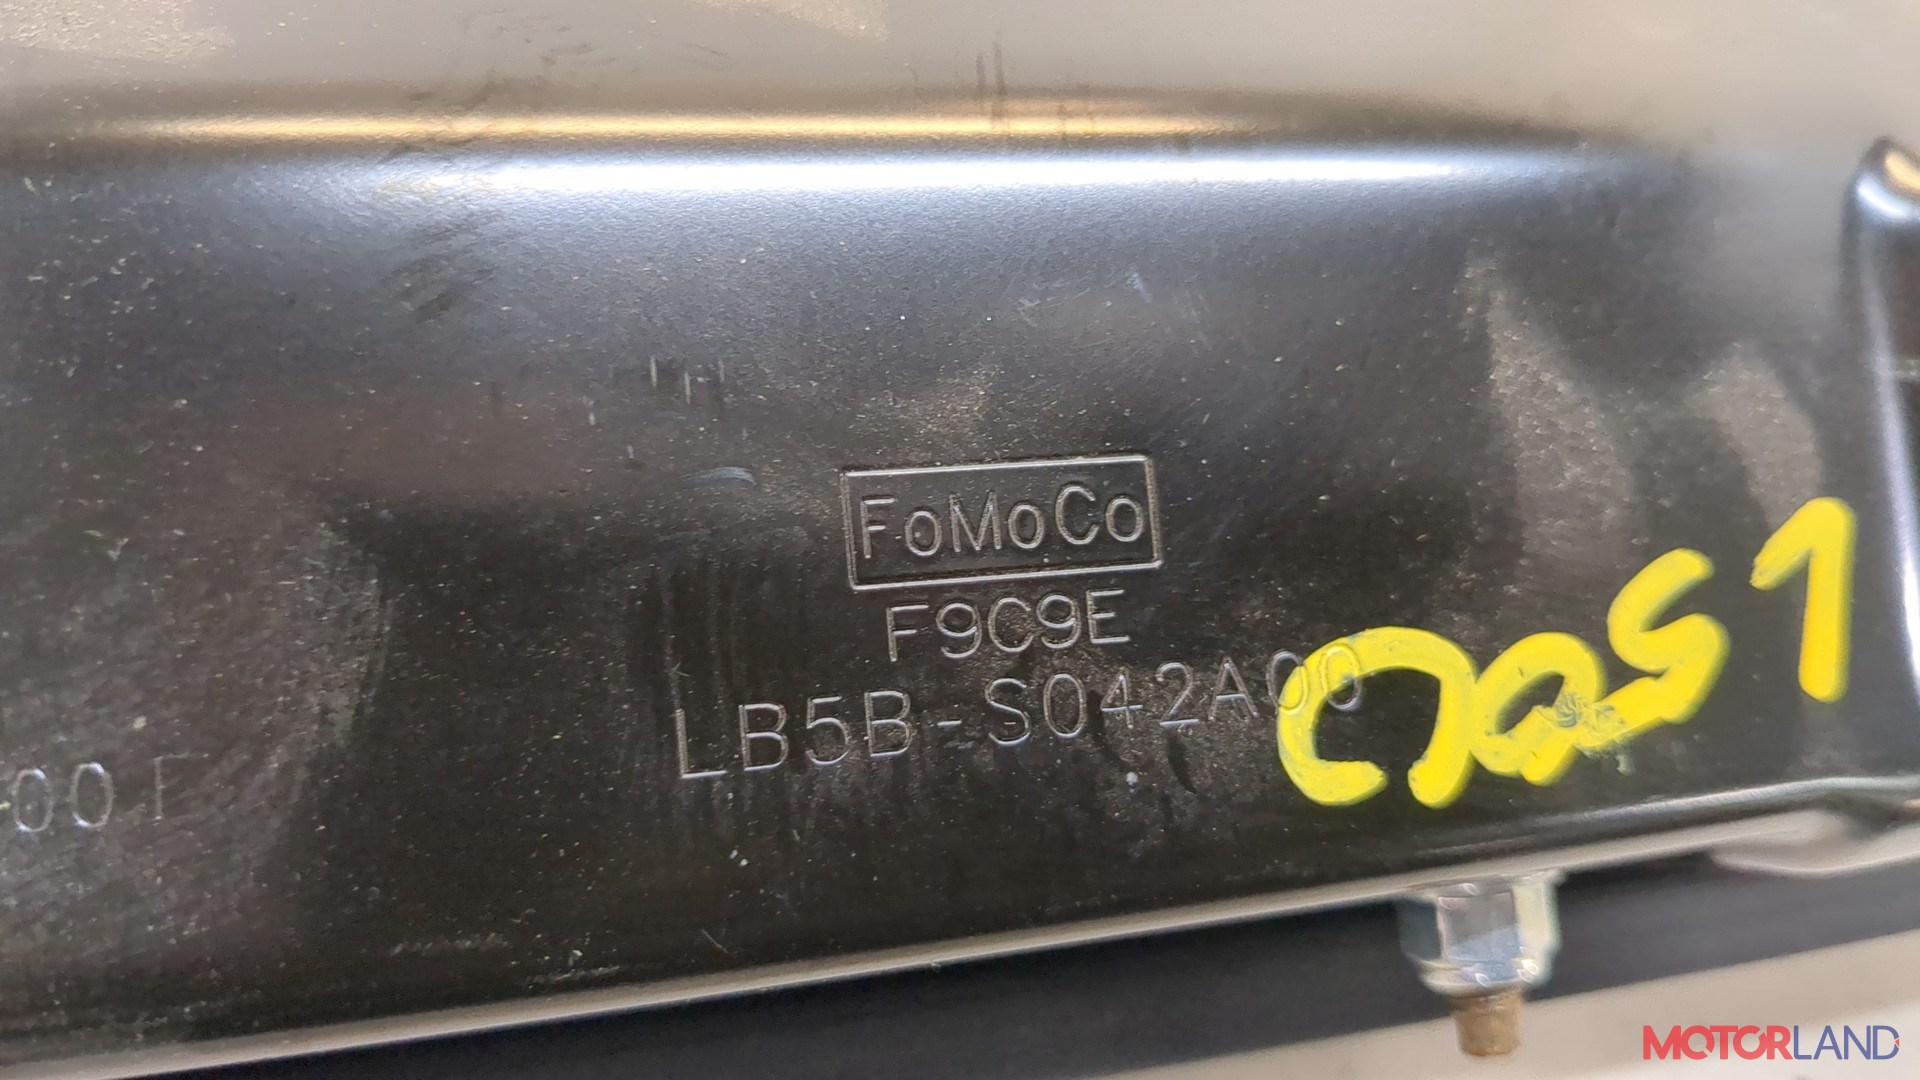 FoMoCo
F9C9E
LB5B-S042A00
00
MOTORLAND